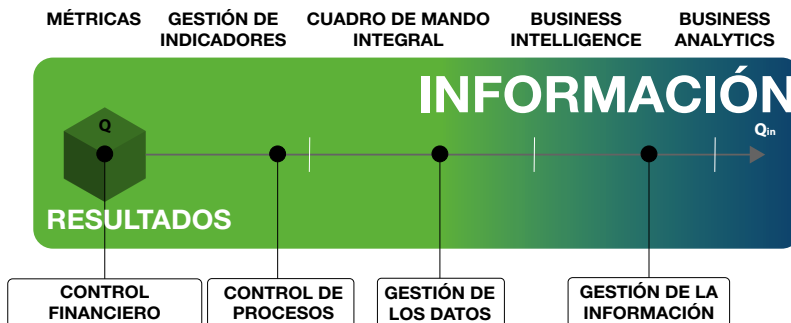 MÉTRICAS
GESTIÓN DE
INDICADORES
CUADRO DE MANDO
INTEGRAL
BUSINESS
INTELLIGENCE
BUSINESS
ANALYTICS
INFORMACIÓN
Q
Qin
RESULTADOS
CONTROL
FINANCIERO
CONTROL DE
PROCESOS
GESTIÓN DE
LOS DATOS
GESTIÓN DE LA
INFORMACIÓN